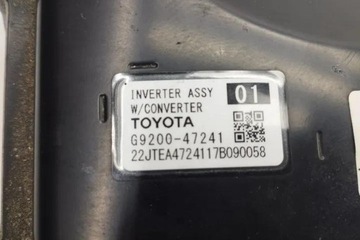 INVERTER ASSY 01
W/CONVERTER
TOYOTA
G9200-47241
22JTEA4724117B090058